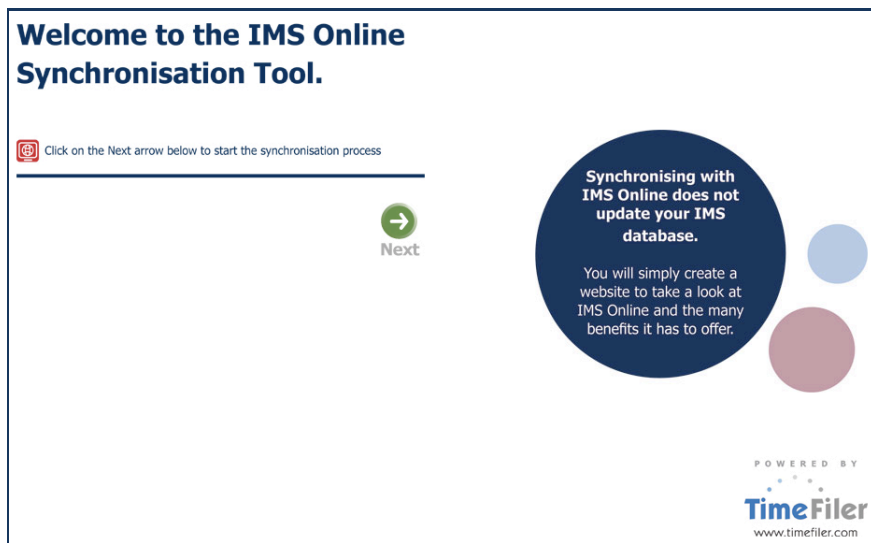 Welcome to the IMS Online
Synchronisation Tool.
Click on the Next arrow below to start the synchronisation process
Next
Synchronising with
IMS Online does not
update your IMS
database.
You will simply create a
website to take a look at
IMS Online and the many
benefits it has to offer.
POWERED BY
TimeFiler
www.timefiler.com